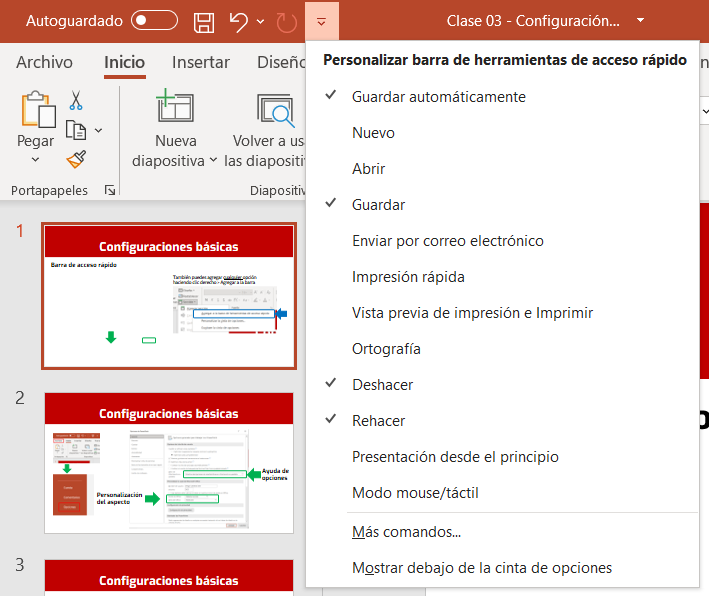 Autoguardado
Clase 03 - Configuración...
Archivo
Inicio
Insertar
Diseño
Pegar
Portapapeles
Nueva
diapositiva
Volver a us
las diapositi
Diapositiv
Personalizar barra de herramientas de acceso rápido
Guardar automáticamente
Nuevo
Abrir
Guardar
Enviar por correo electrónico
Impresión rápida
Vista previa de impresión e Imprimir
Ortografía
Deshacer
Rehacer
Presentación desde el principio
Modo mouse/táctil
Más comandos...
Mostrar debajo de la cinta de opciones
1
Configuraciones básicas
Barra de acceso rápido
También puedes agregar cualquier opción
haciendo clic derecho > Agregar a la barra
2
Configuraciones básicas
Ayuda de
opciones
Personalización
del aspecto
3
Configuraciones básicas